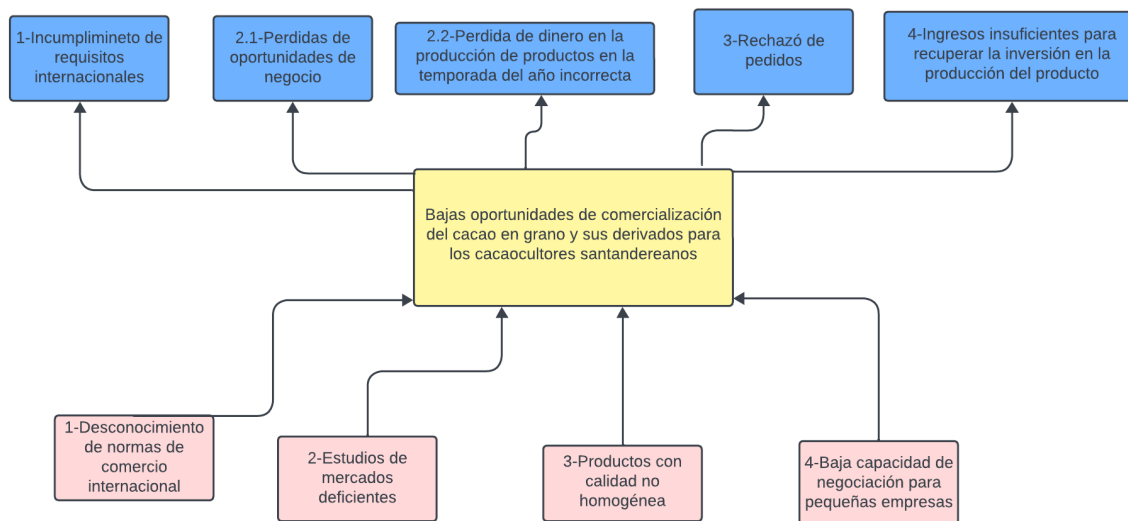 1-Incumplimineto de
requisitos
internacionales
2.1-Perdidas de
oportunidades de
negocio
2.2-Perdida de dinero en la
producción de productos en la
temporada del año incorrecta
3-Rechazó de
pedidos
4-Ingresos insuficientes para
recuperar la inversión en la
producción del producto
Bajas oportunidades de comercialización
del cacao en grano y sus derivados para
los cacaocultores santandereanos
1-Desconocimiento
de normas de
comercio
internacional
2-Estudios de
mercados
deficientes
3-Productos con
calidad no
homogénea
4-Baja capacidad de
negociación para
pequeñas empresas